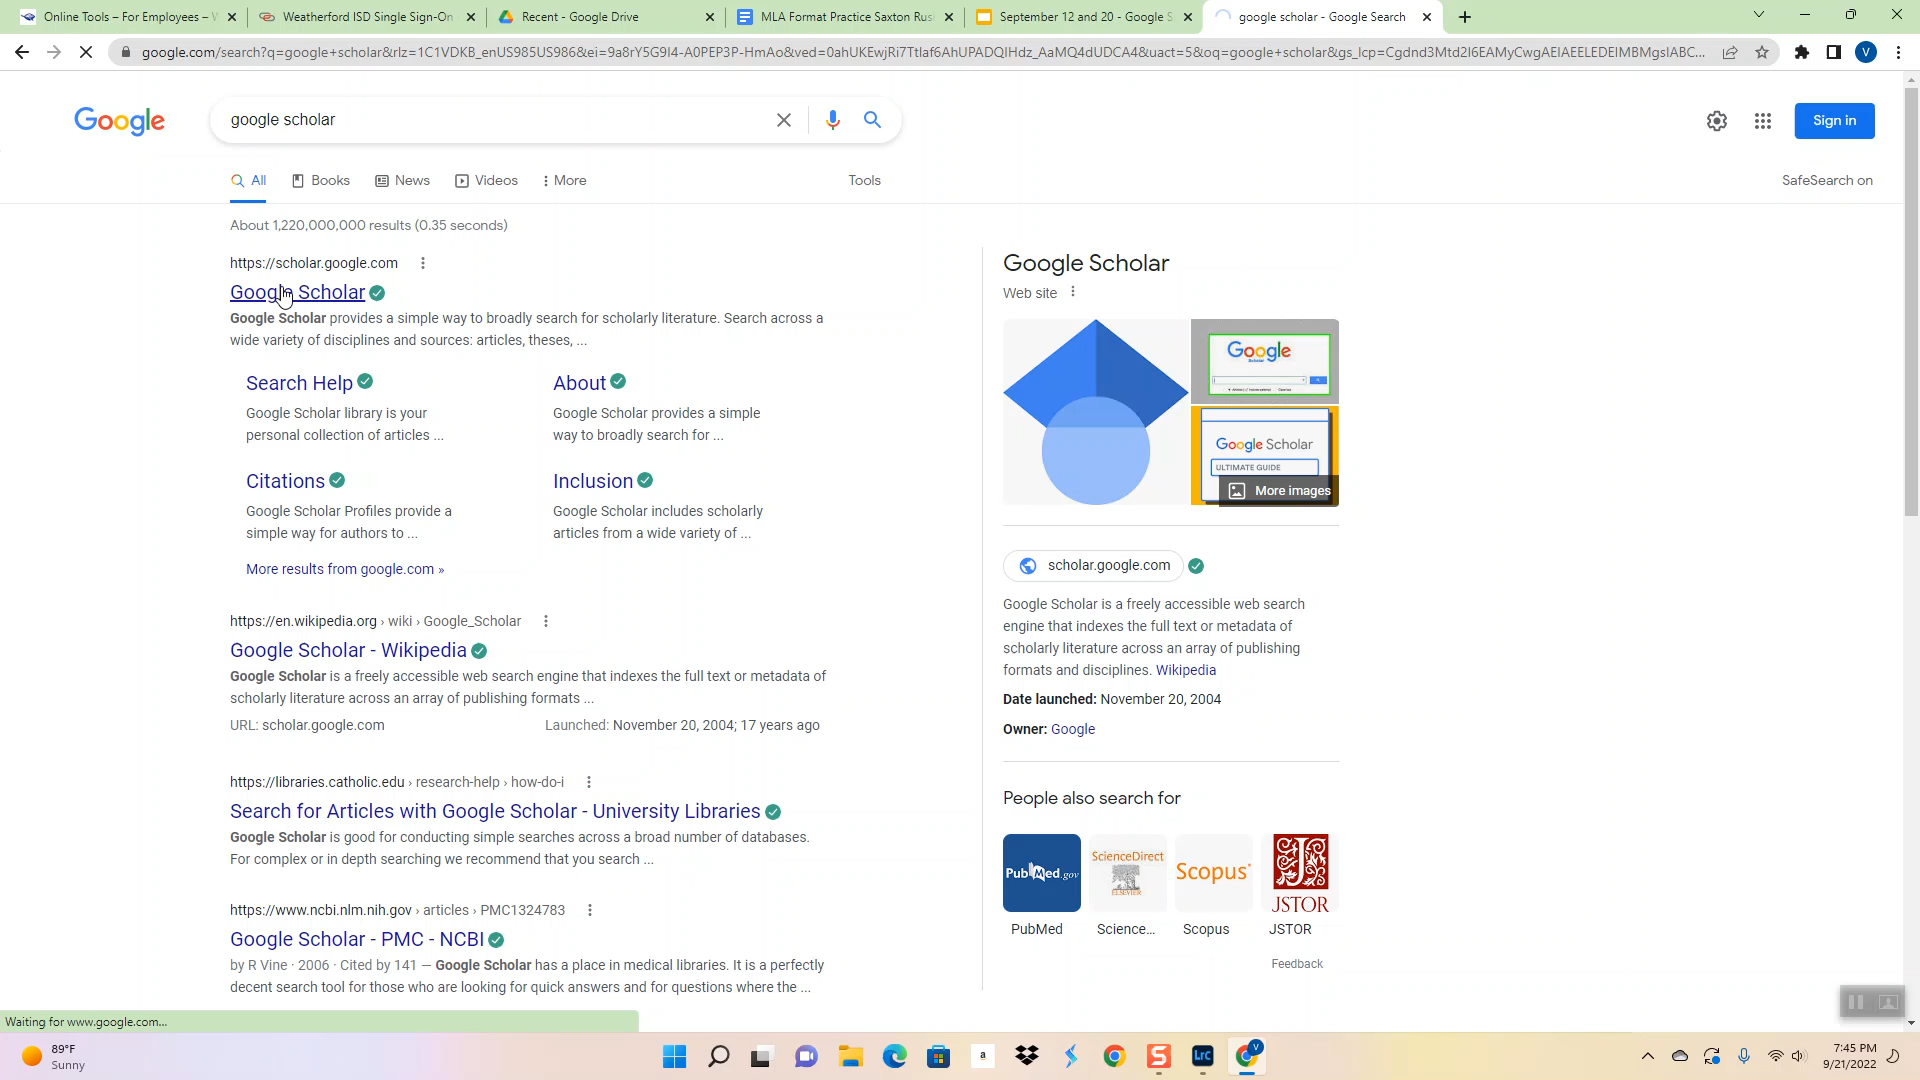 Online Tools – For Employees – W
Weatherford ISD Single Sign-On
Recent - Google Drive
MLA Format Practice Saxton Rus
September 12 and 20 - Google S
google scholar - Google Search
google.com/search?q=google+scholar&rlz=1C1VDKB_enUS985US986&ei=9a8rY5G9I4-A0PEP3P-HmAo&ved=0ahUKEwjRi7Ttlaf6AhUPADQIHdz_AaMQ4dUDCA4&uact=5&oq=google+scholar&gs_lcp=Cgdnd3Mtd2l6EAMyCwgAEIAEELEDEIMBMgsIABC...
V
Google
google scholar
Sign in
All
Books
News
Videos
More
Tools
SafeSearch on
About 1,220,000,000 results (0.35 seconds)
https://scholar.google.com
Google Scholar
Google Scholar provides a simple way to broadly search for scholarly literature. Search across a
wide variety of disciplines and sources: articles, theses, ...
Search Help
Google Scholar library is your
personal collection of articles ...
About
Google Scholar provides a simple
way to broadly search for ...
Citations
Google Scholar Profiles provide a
simple way for authors to ...
Inclusion
Google Scholar includes scholarly
articles from a wide variety of ...
More results from google.com »
https://en.wikipedia.org › wiki › Google_Scholar
Google Scholar - Wikipedia
Google Scholar is a freely accessible web search engine that indexes the full text or metadata of
scholarly literature across an array of publishing formats ...
URL: scholar.google.com
Launched: November 20, 2004; 17 years ago
https://libraries.catholic.edu › research-help › how-do-i
Search for Articles with Google Scholar - University Libraries
Google Scholar is good for conducting simple searches across a broad number of databases.
For complex or in depth searching we recommend that you search ...
https://www.ncbi.nlm.nih.gov › articles › PMC1324783
Google Scholar - PMC - NCBI
by R Vine · 2006 · Cited by 141 — Google Scholar has a place in medical libraries. It is a perfectly
decent search tool for those who are looking for quick answers and for questions where the ...
Google Scholar
Web site
Google
Scholar
Google Scholar
ULTIMATE GUIDE
More images
scholar.google.com
Google Scholar is a freely accessible web search
engine that indexes the full text or metadata of
scholarly literature across an array of publishing
formats and disciplines. Wikipedia
Date launched: November 20, 2004
Owner: Google
People also search for
PubMed.gov
ScienceDirect
Scopus
JSTOR
PubMed
Science...
Scopus
JSTOR
Feedback
Waiting for www.google.com...
89°F
Sunny
a
S
Lrc
V
7:45 PM
9/21/2022